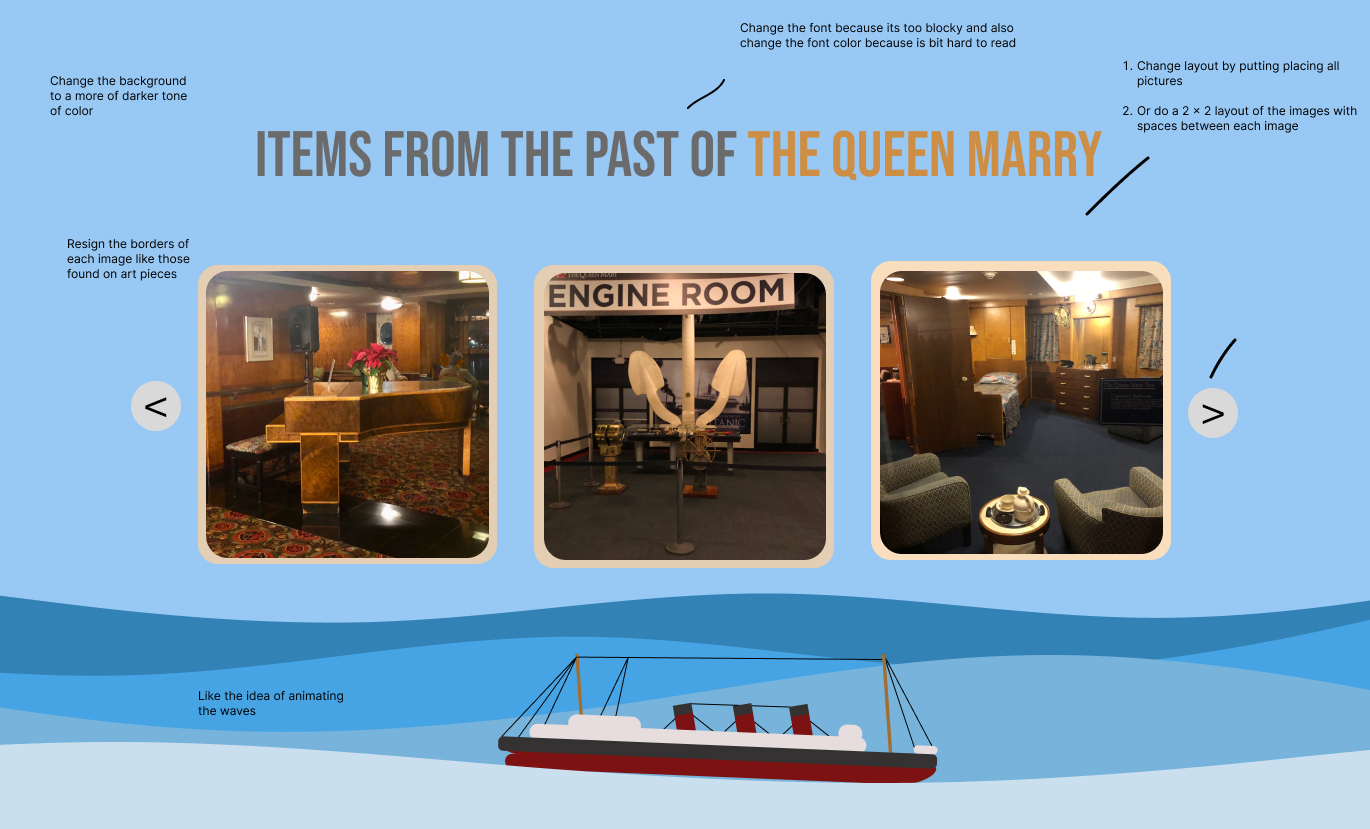 Change the font because its too blocky and also
change the font color because is bit hard to read
1. Change layout by putting placing all
pictures
2. Or do a 2 × 2 layout of the images with
spaces between each image
Change the background
to a more of darker tone
of color
ITEMS FROM THE PAST OF THE QUEEN MARRY
Resign the borders of
each image like those
found on art pieces
THE QUEEN MARY
ENGINE ROOM
TANIC
<
>
Like the idea of animating
the waves